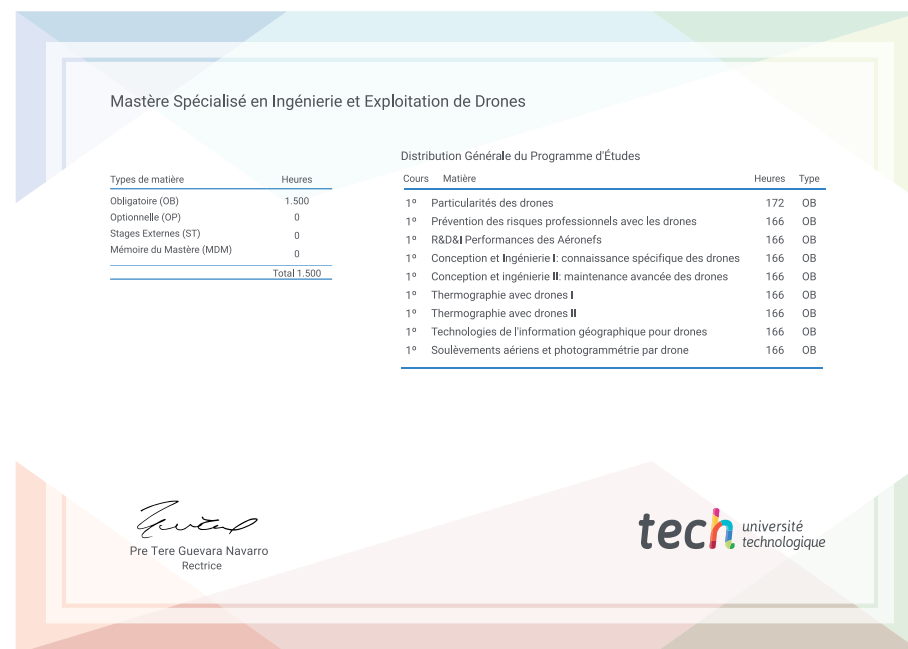 Mastère Spécialisé en Ingénierie et Exploitation de Drones
Types de matière Heures
Obligatoire (OB) 1.500
Optionnelle (OP) 0
Stages Externes (ST) 0
Mémoire du Mastère (MDM) 0
Total 1.500
Distribution Générale du Programme d'Études
Cours Matière Heures Type
1º Particularités des drones 172 OB
1º Prévention des risques professionnels avec les drones 166 OB
1º R&D&I Performances des Aéronefs 166 OB
1º Conception et Ingénierie I: connaissance spécifique des drones 166 OB
1º Conception et ingénierie II: maintenance avancée des drones 166 OB
1º Thermographie avec drones I 166 OB
1º Thermographie avec drones II 166 OB
1º Technologies de l'information géographique pour drones 166 OB
1º Soulèvements aériens et photogrammétrie par drone 166 OB
Pre Tere Guevara Navarro
Rectrice
tech université
technologique